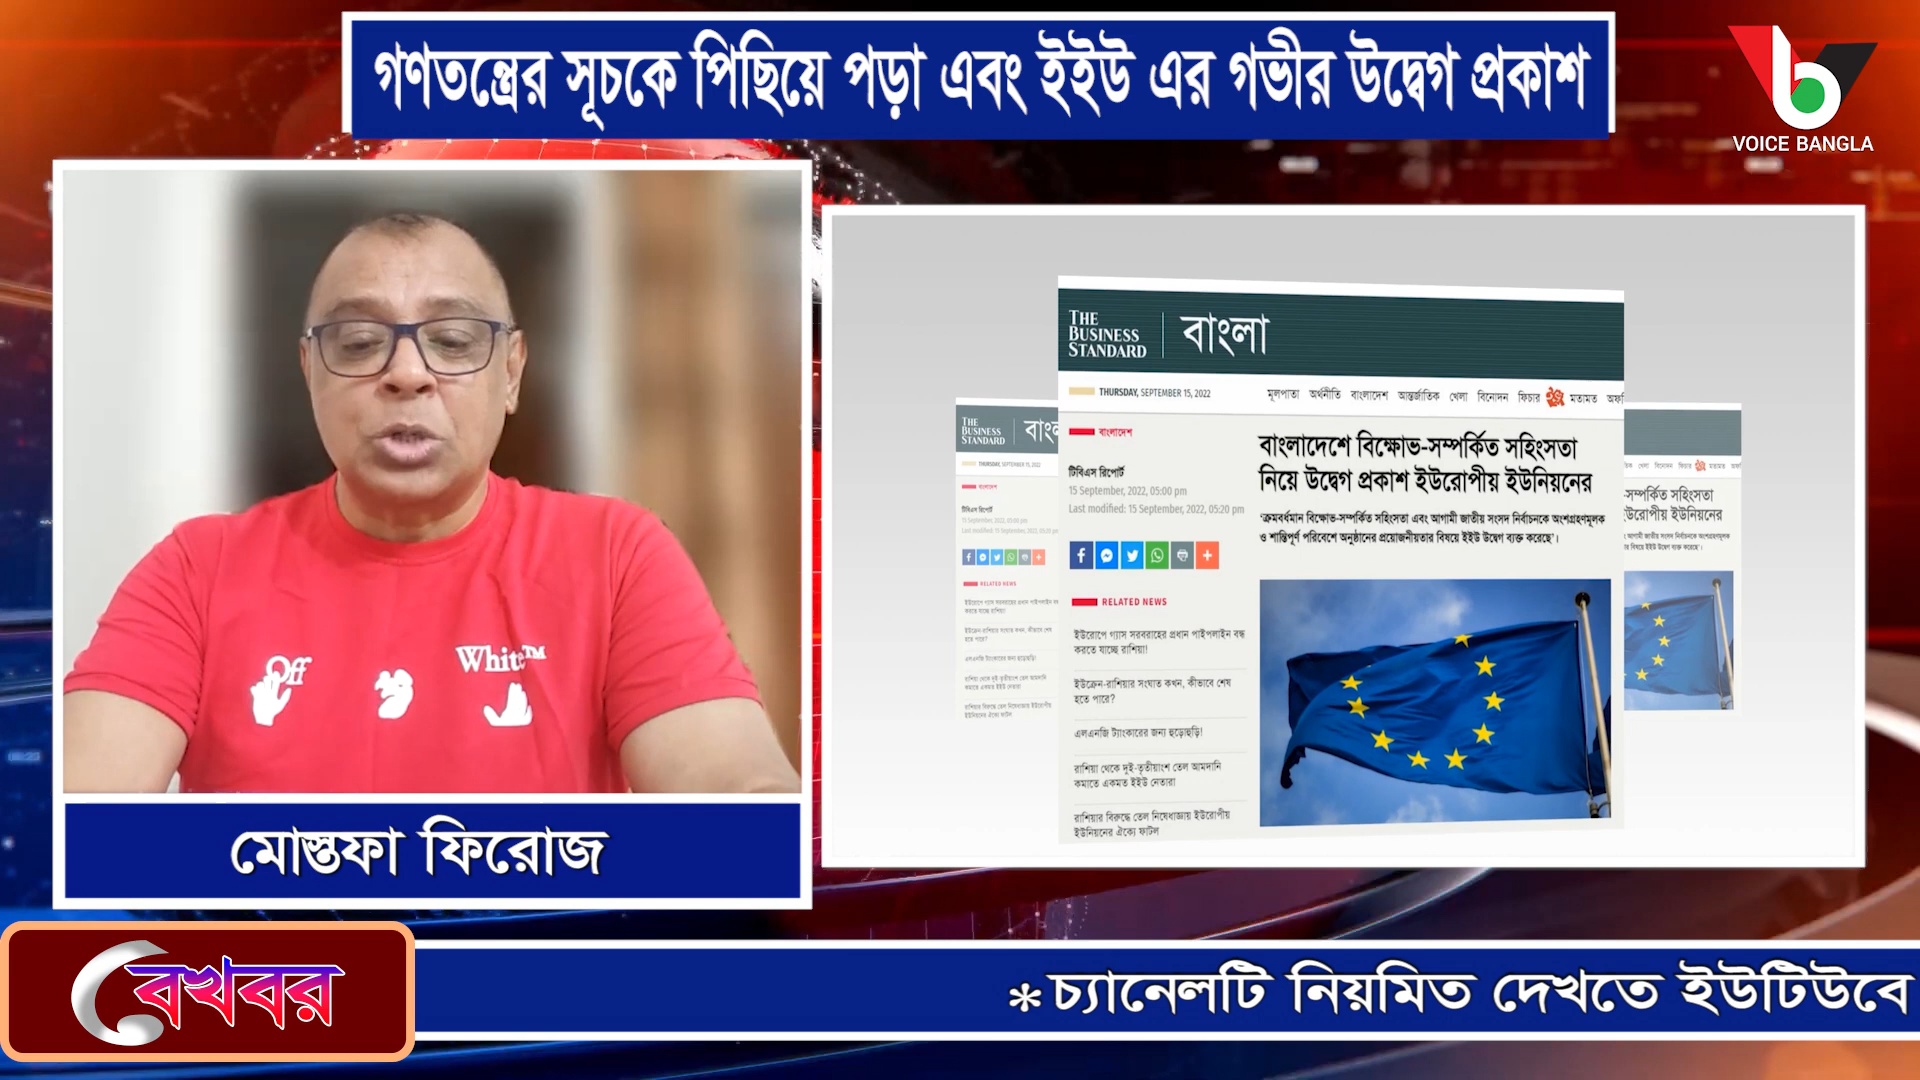 গণতন্ত্রের সূচকে পিছিয়ে পড়া এবং ইইউ এর গভীর উদ্বেগ প্রকাশ
VOICE BANGLA
Off
White™
মোস্তফা ফিরোজ
THE
BUSINESS
STANDARD
বাংলা
THURSDAY, SEPTEMBER 15, 2022
মূলপাতা অর্থনীতি বাংলাদেশ আন্তর্জাতিক খেলা বিনোদন ফিচার মতামত
বাংলাদেশ
বাংলাদেশে বিক্ষোভ-সম্পর্কিত সহিংসতা
নিয়ে উদ্বেগ প্রকাশ ইউরোপীয় ইউনিয়নের
টিবিএস রিপোর্ট
15 September, 2022, 05:00 pm
Last modified: 15 September, 2022, 05:20 pm
'ক্রমবর্ধমান বিক্ষোভ-সম্পর্কিত সহিংসতা এবং আগামী জাতীয় সংসদ নির্বাচনকে অংশগ্রহণমূলক
ও শান্তিপূর্ণ পরিবেশে অনুষ্ঠানের প্রয়োজনীয়তার বিষয়ে ইইউ উদ্বেগ ব্যক্ত করেছে'।
RELATED NEWS
ইউরোপে গ্যাস সরবরাহের প্রধান পাইপলাইন বন্ধ
করতে যাচ্ছে রাশিয়া!
ইউক্রেন-রাশিয়ার সংঘাত কখন, কীভাবে শেষ
হতে পারে?
এলএনজি ট্যাংকারের জন্য হুড়োহুড়ি!
রাশিয়া থেকে দুই-তৃতীয়াংশ তেল আমদানি
কমাতে একমত ইইউ নেতারা
রাশিয়ার বিরুদ্ধে তেল নিষেধাজ্ঞায় ইউরোপীয়
ইউনিয়নের ঐক্যে ফাটল
বেখবর
*চ্যানেলটি নিয়মিত দেখতে ইউটিউবে